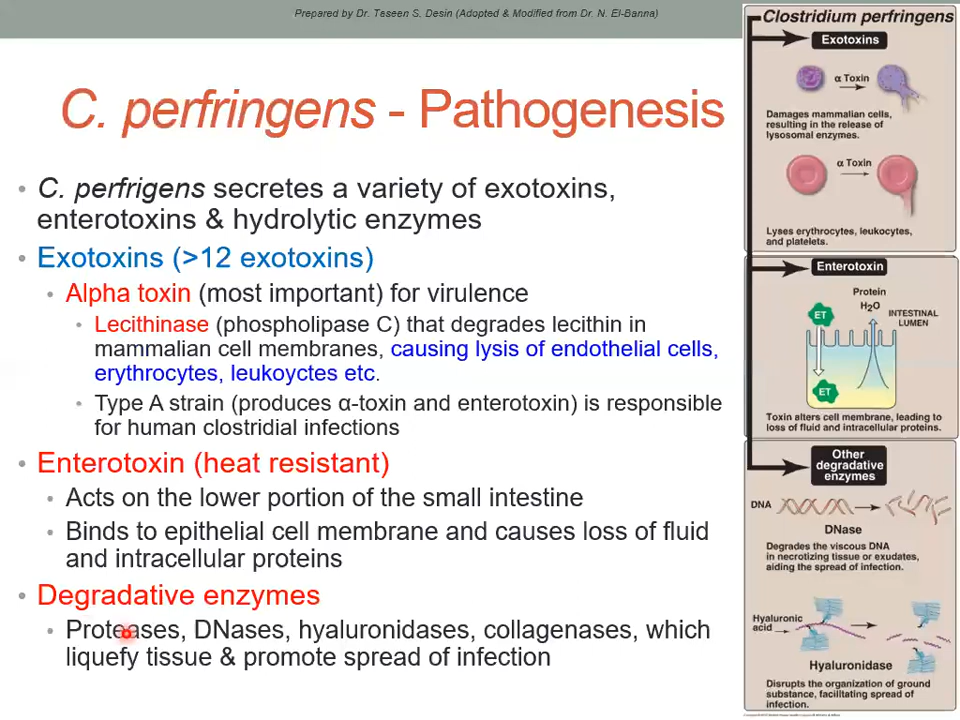 Prepared by Dr. Taseen S. Desin (Adopted & Modified from Dr. N. El-Banna)
C. perfringens - Pathogenesis
• C. perfrigens secretes a variety of exotoxins,
enterotoxins & hydrolytic enzymes
• Exotoxins (>12 exotoxins)
• Alpha toxin (most important) for virulence
• Lecithinase (phospholipase C) that degrades lecithin in
mammalian cell membranes, causing lysis of endothelial cells,
erythrocytes, leukoyctes etc.
• Type A strain (produces α-toxin and enterotoxin) is responsible
for human clostridial infections
• Enterotoxin (heat resistant)
• Acts on the lower portion of the small intestine
• Binds to epithelial cell membrane and causes loss of fluid
and intracellular proteins
• Degradative enzymes
• Proteases, DNases, hyaluronidases, collagenases, which
liquefy tissue & promote spread of infection
Clostridium perfringens
Exotoxins
α Toxin
Damages mammalian cells,
resulting in the release of
lysosomal enzymes.
α Toxin
Lyses erythrocytes, leukocytes,
and platelets.
Enterotoxin
Protein
H2O
ET
INTESTINAL
LUMEN
ET
Toxin alters cell membrane, leading to
loss of fluid and intracellular proteins.
Other
degradative
enzymes
DNA
DNase
Degrades the viscous DNA
in necrotizing tissue or exudates,
aiding the spread of infection.
Hyaluronic
acid
Hyaluronidase
Disrupts the organization of ground
substance, facilitating spread of
infection.